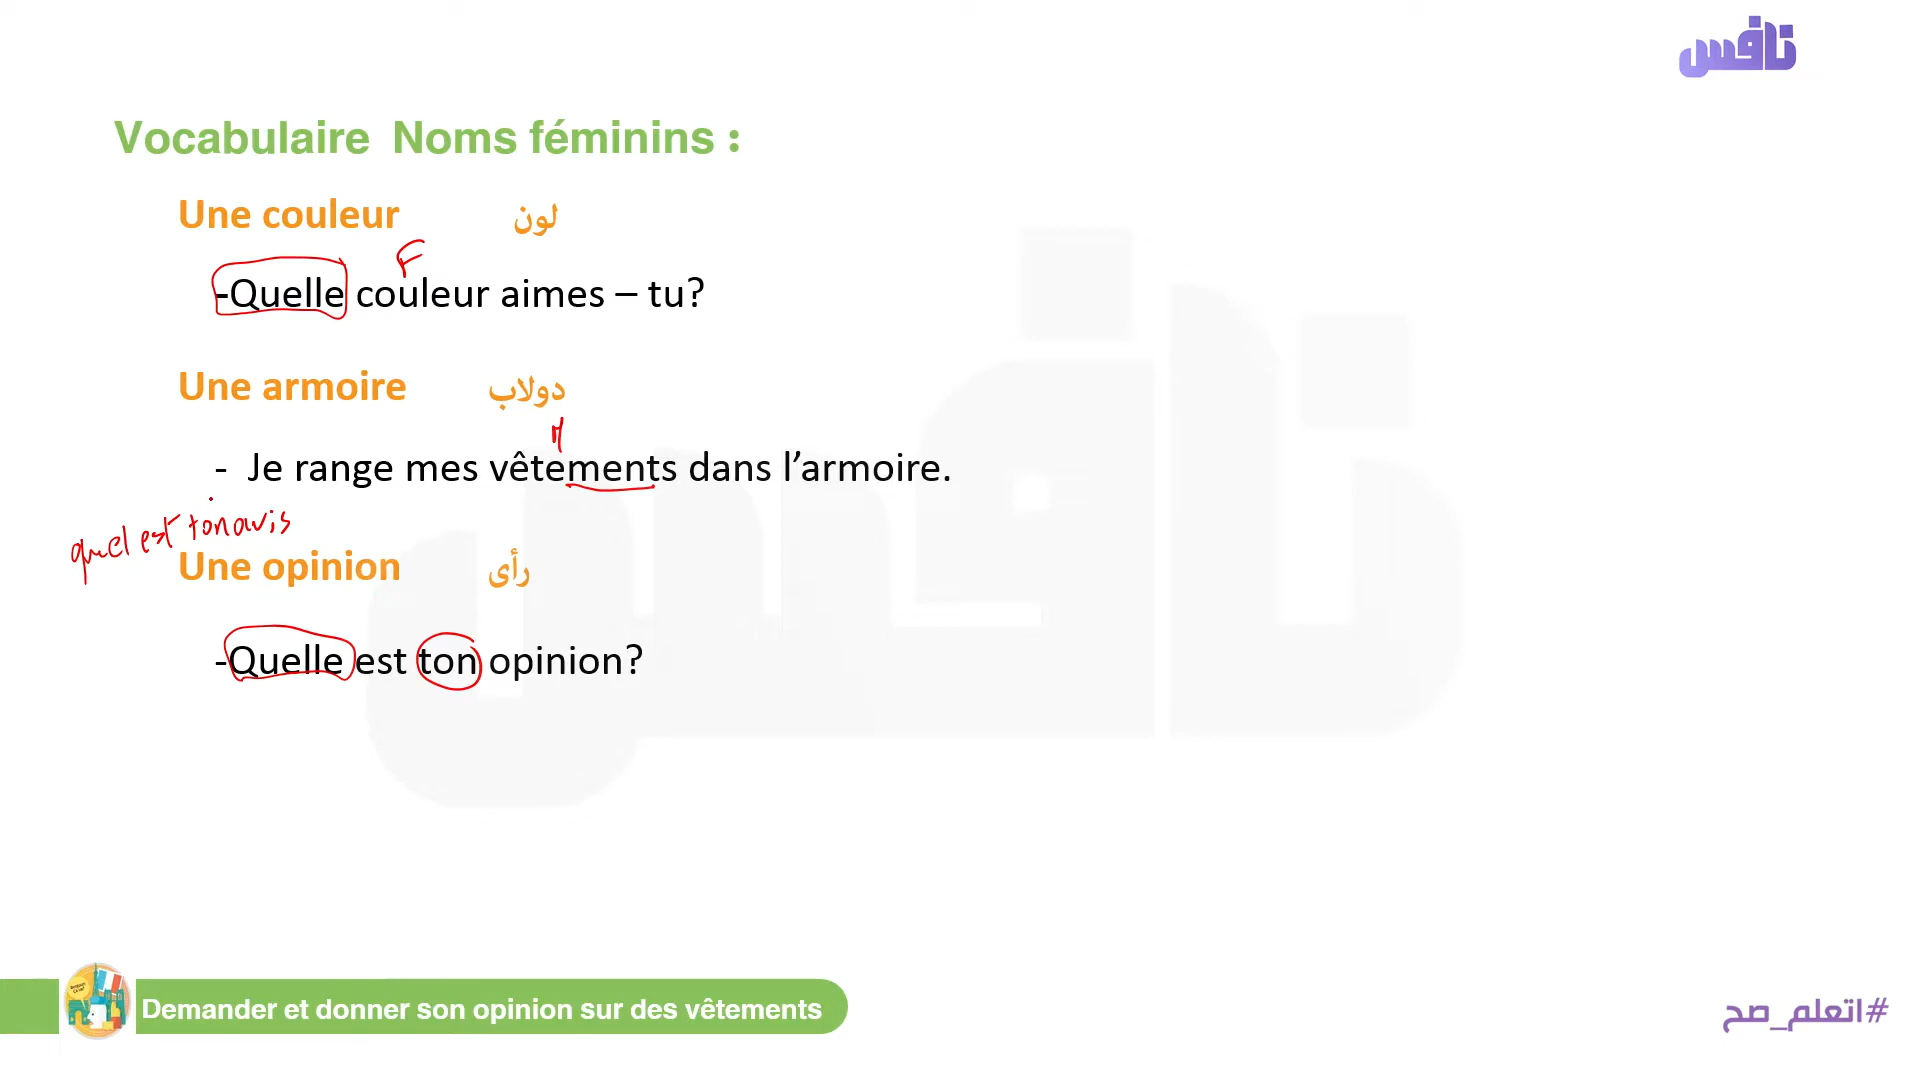 نافس
Vocabulaire Noms féminins :
Une couleur لون
F
-Quelle couleur aimes – tu?
Une armoire دولاب
M
- Je range mes vêtements dans l’armoire.
quel est ton avis
Une opinion رأى
-Quelle est ton opinion?
Demander et donner son opinion sur des vêtements
#اتعلم_صح